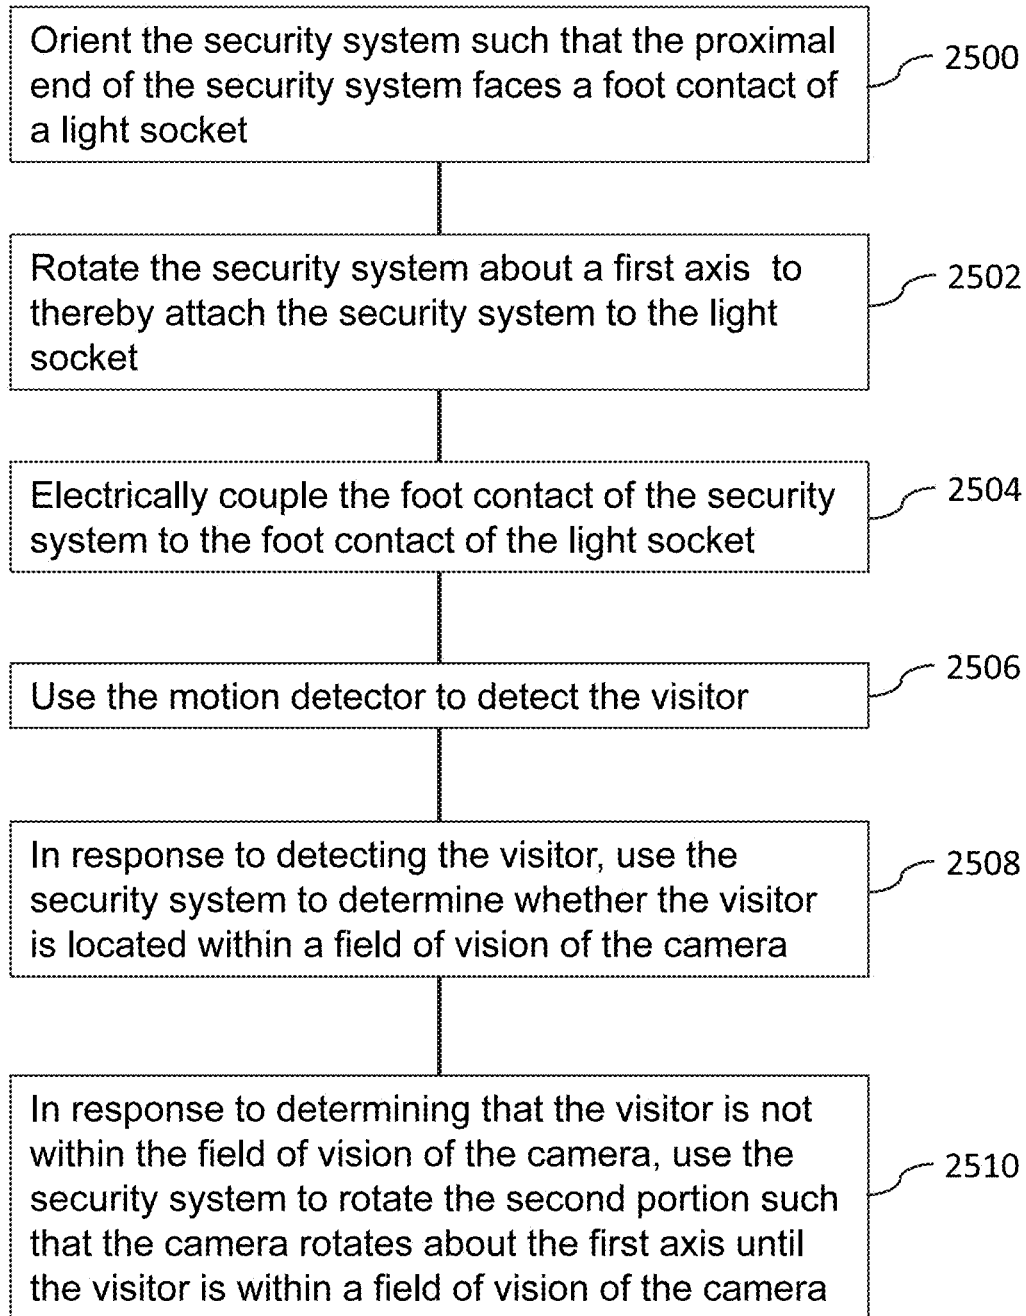 Orient the security system such that the proximal
end of the security system faces a foot contact of
a light socket
2500
Rotate the security system about a first axis  to
thereby attach the security system to the light
socket
2502
Electrically couple the foot contact of the security
system to the foot contact of the light socket
2504
Use the motion detector to detect the visitor
2506
In response to detecting the visitor, use the
security system to determine whether the visitor
is located within a field of vision of the camera
2508
In response to determining that the visitor is not
within the field of vision of the camera, use the
security system to rotate the second portion such
that the camera rotates about the first axis until
the visitor is within a field of vision of the camera
2510